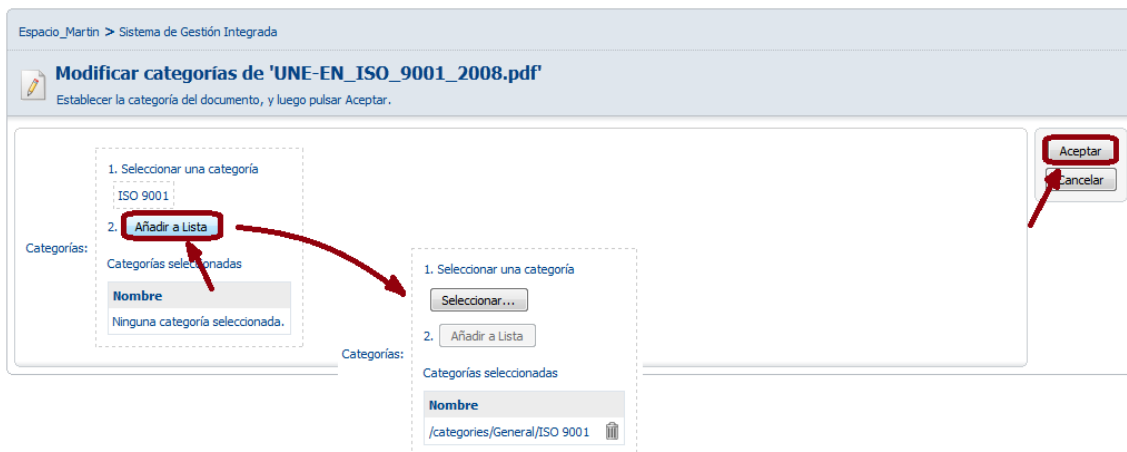 Espacio_Martin > Sistema de Gestión Integrada
Modificar categorías de 'UNE-EN_ISO_9001_2008.pdf'
Establecer la categoría del documento, y luego pulsar Aceptar.
Aceptar
Cancelar
Categorías:
1. Seleccionar una categoría
ISO 9001
2. Añadir a Lista
Categorías seleccionadas
Nombre
Ninguna categoría seleccionada.
Categorías:
1. Seleccionar una categoría
Seleccionar...
2. Añadir a Lista
Categorías seleccionadas
Nombre
/categories/General/ISO 9001